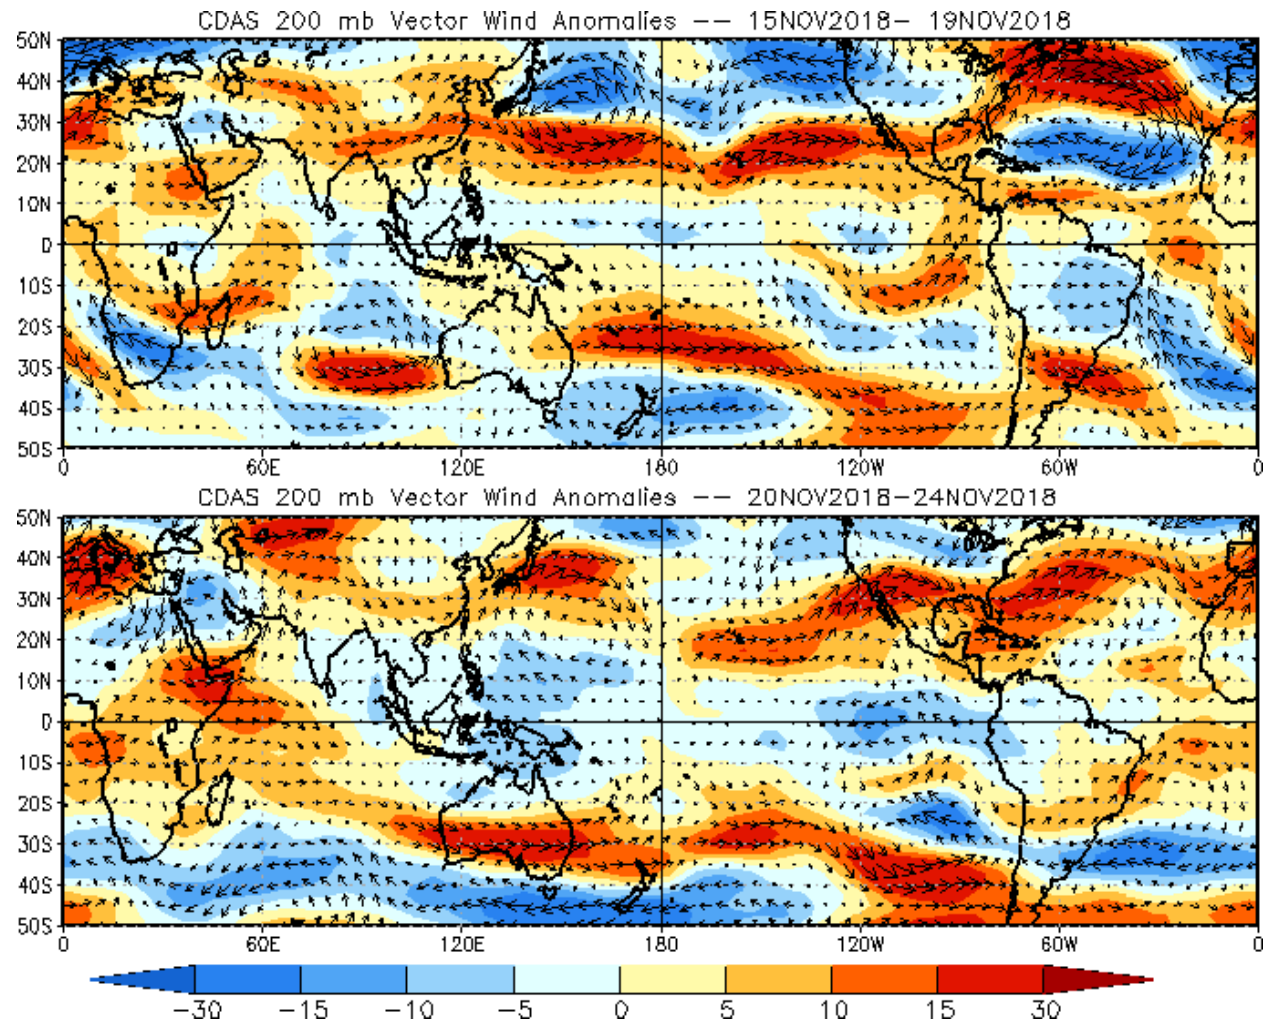 CDAS 200 mb Vector Wind Anomalies -- 15NOV2018- 19NOV2018
50N
40N
30N
20N
10N
0
10S
20S
30S
40S
50S
0 60E 120E 180 120W 60W 0
CDAS 200 mb Vector Wind Anomalies -- 20NOV2018-24NOV2018
50N
40N
30N
20N
10N
0
10S
20S
30S
40S
50S
0 60E 120E 180 120W 60W 0
-30 -15 -10 -5 0 5 10 15 30